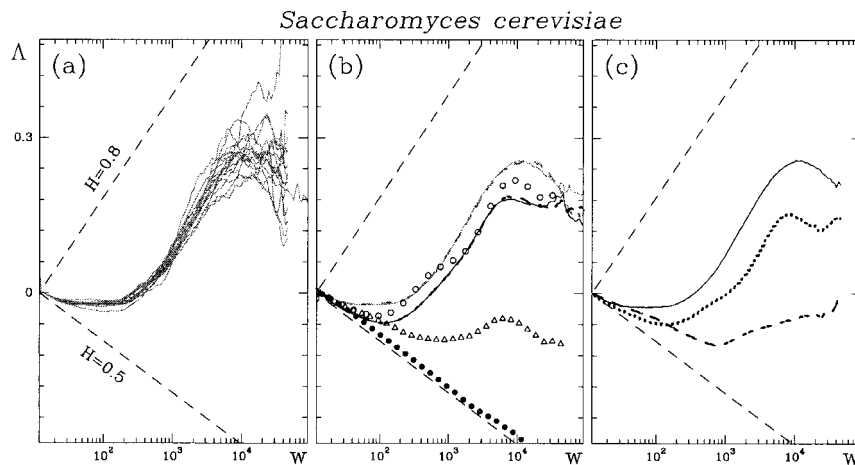 Saccharomyces cerevisiae
Λ
(a)
(b)
(c)
0.3
0
H=0.8
H=0.5
10²
10³
10⁴
W
10²
10³
10⁴
W
10²
10³
10⁴
W